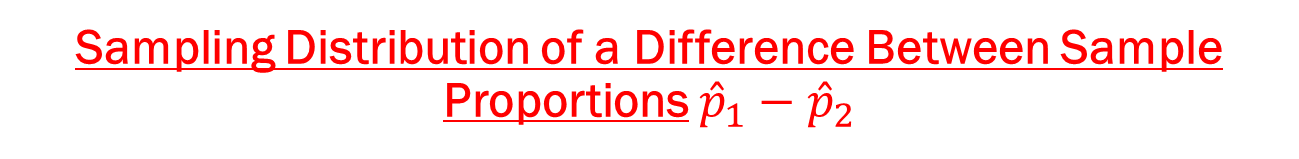 Sampling Distribution of a Difference Between Sample
Proportions p̂₁ − p̂₂